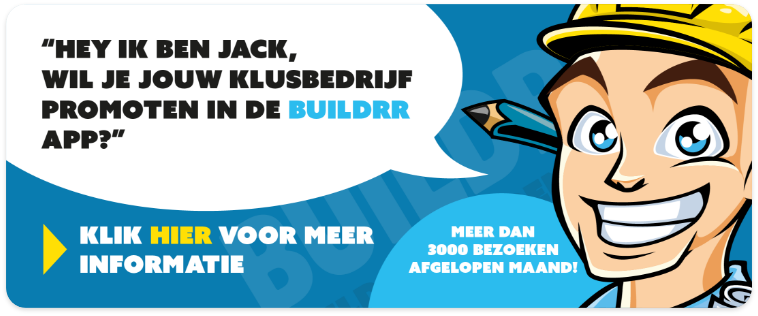 “HEY IK BEN JACK,
WIL JE JOUW KLUSBEDRIJF
PROMOTEN IN DE BUILDRR
APP?”
KLIK HIER VOOR MEER
INFORMATIE
MEER DAN
3000 BEZOEKEN
AFGELOPEN MAAND!